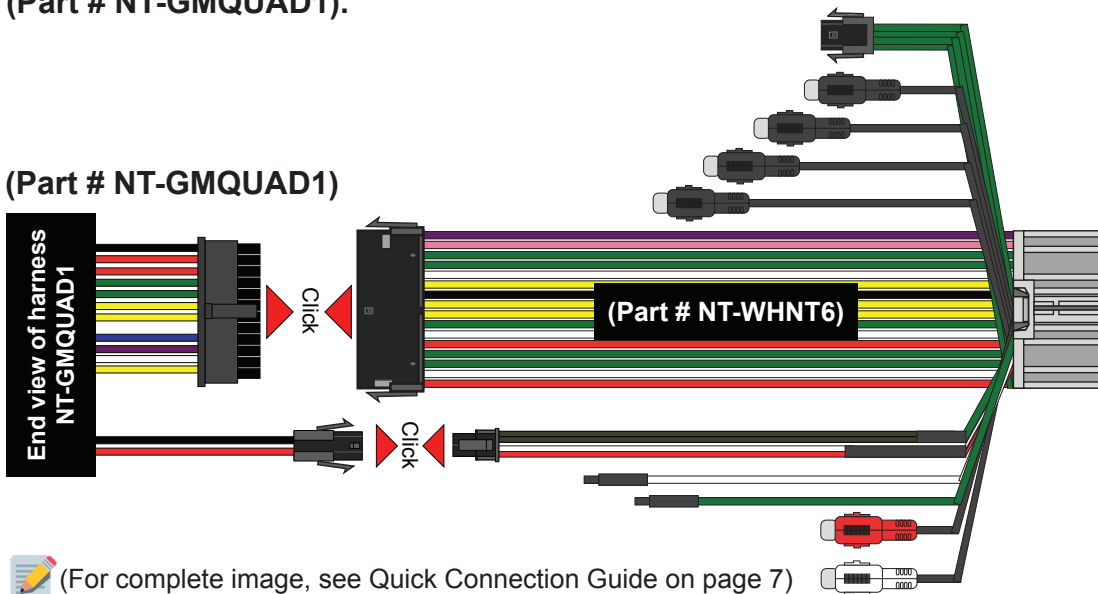 (Part # NT-GMQUAD1).
(Part # NT-GMQUAD1)
End view of harness
NT-GMQUAD1
Click
(Part # NT-WHNT6)
Click
(For complete image, see Quick Connection Guide on page 7)